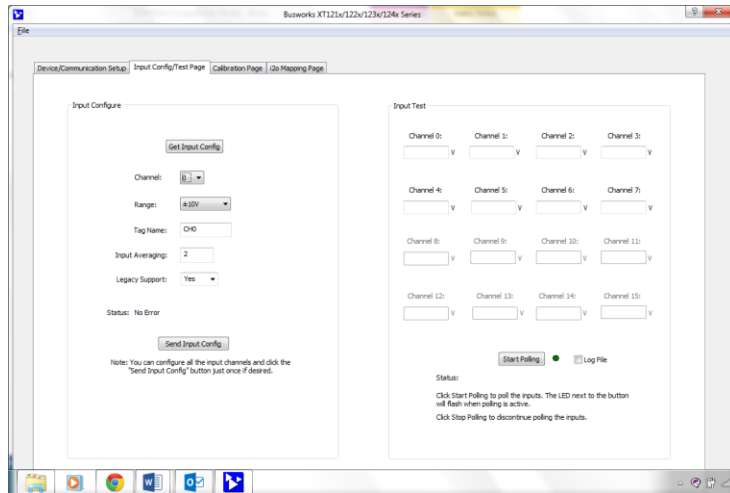 Busworks XT121x/122x/123x/124x Series
File
Device/Communication Setup Input Config/Test Page Calibration Page i2o Mapping Page
Input Configure
Get Input Config
Channel: 0
Range: ±10V
Tag Name: CH0
Input Averaging: 2
Legacy Support: Yes
Status: No Error
Send Input Config
Note: You can configure all the input channels and click the
"Send Input Config" button just once if desired.
Input Test
Channel 0: Channel 1: Channel 2: Channel 3:
V V V V
Channel 4: Channel 5: Channel 6: Channel 7:
V V V V
Channel 8: Channel 9: Channel 10: Channel 11:
V V V V
Channel 12: Channel 13: Channel 14: Channel 15:
V V V V
Start Polling Log File
Status:
Click Start Polling to poll the inputs. The LED next to the button
will flash when polling is active.
Click Stop Polling to discontinue polling the inputs.